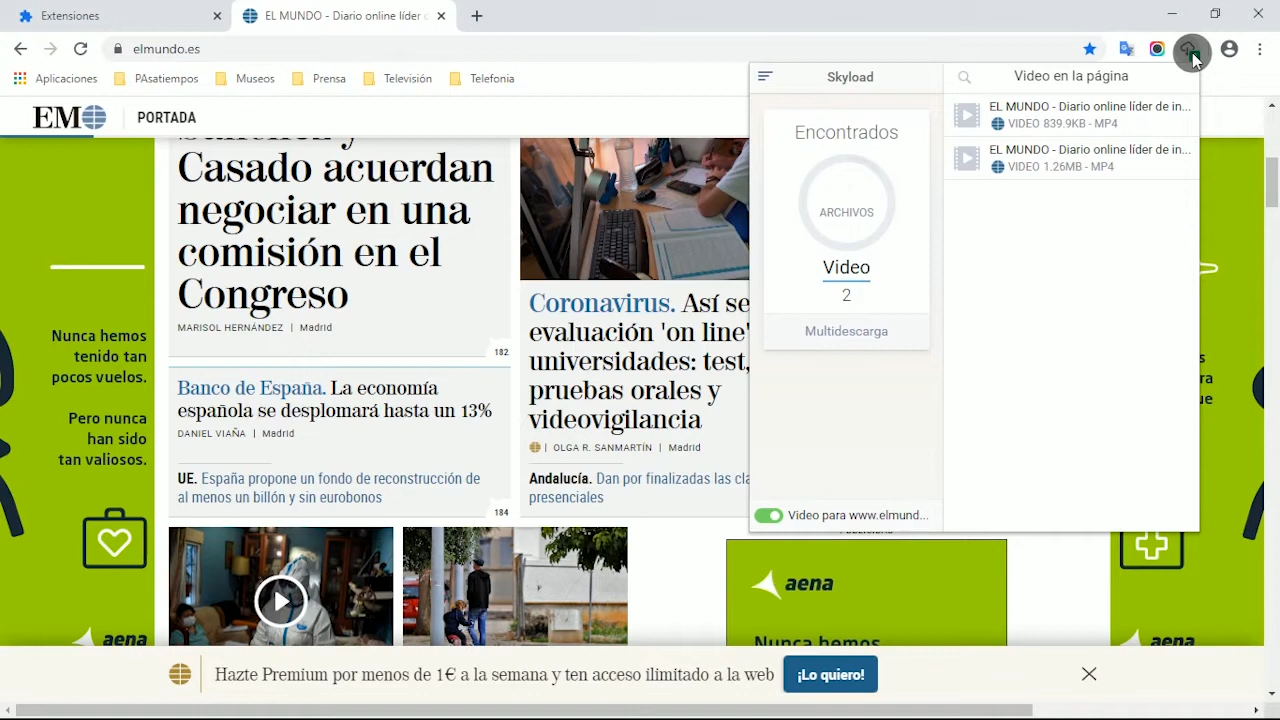 Extensiones
EL MUNDO - Diario online líder d
elmundo.es
Aplicaciones
PAsatiempos
Museos
Prensa
Televisión
Telefonia
EM
PORTADA
Casado acuerdan
negociar en una
comisión en el
Congreso
MARISOL HERNÁNDEZ | Madrid
182
Banco de España. La economía
española se desplomará hasta un 13%
DANIEL VIAÑA | Madrid
UE. España propone un fondo de reconstrucción de
al menos un billón y sin eurobonos
184
Coronavirus. Así se
evaluación 'on line'
universidades: test,
pruebas orales y
videovigilancia
OLGA R. SANMARTÍN | Madrid
Andalucía. Dan por finalizadas las cla
presenciales
Nunca hemos
tenido tan
pocos vuelos.
Pero nunca
han sido
tan valiosos.
aena
Skyload
Encontrados
ARCHIVOS
Video
2
Multidescarga
Video para www.elmund...
Video en la página
EL MUNDO - Diario online líder de in...
VIDEO 839.9KB - MP4
EL MUNDO - Diario online líder de in...
VIDEO 1.26MB - MP4
s
ra
ue
aena
Nunca hemos
aena
Hazte Premium por menos de 1€ a la semana y ten acceso ilimitado a la web
¡Lo quiero!